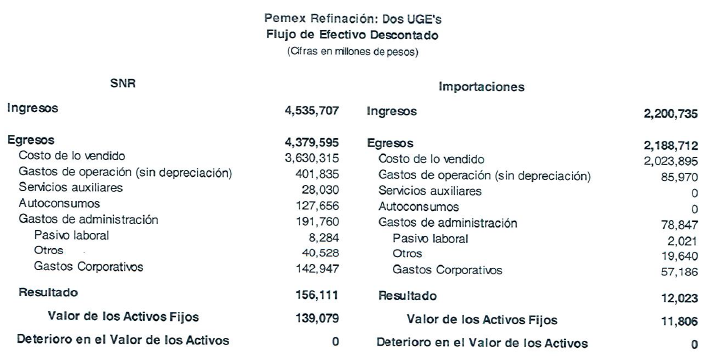 Pemex Refinación: Dos UGE's
Flujo de Efectivo Descontado
(Cifras en millones de pesos)
SNR
Ingresos 4,535,707
Egresos 4,379,595
Costo de lo vendido 3,630,315
Gastos de operación (sin depreciación) 401,835
Servicios auxiliares 28,030
Autoconsumos 127,656
Gastos de administración 191,760
Pasivo laboral 8,284
Otros 40,528
Gastos Corporativos 142,947
Resultado 156,111
Valor de los Activos Fijos 139,079
Deterioro en el Valor de los Activos 0
Importaciones
Ingresos 2,200,735
Egresos 2,188,712
Costo de lo vendido 2,023,895
Gastos de operación (sin depreciación) 85,970
Servicios auxiliares 0
Autoconsumos 0
Gastos de administración 78,847
Pasivo laboral 2,021
Otros 19,640
Gastos Corporativos 57,186
Resultado 12,023
Valor de los Activos Fijos 11,806
Deterioro en el Valor de los Activos 0